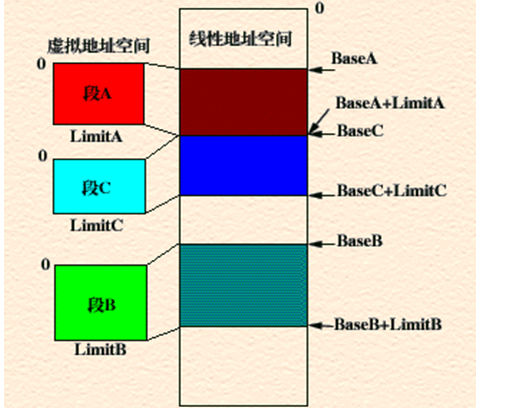 0
虚拟地址空间
线性地址空间
0
BaseA
段A
BaseA+LimitA
LimitA
BaseC
0
段C
BaseC+LimitC
LimitC
BaseB
0
段B
BaseB+LimitB
LimitB